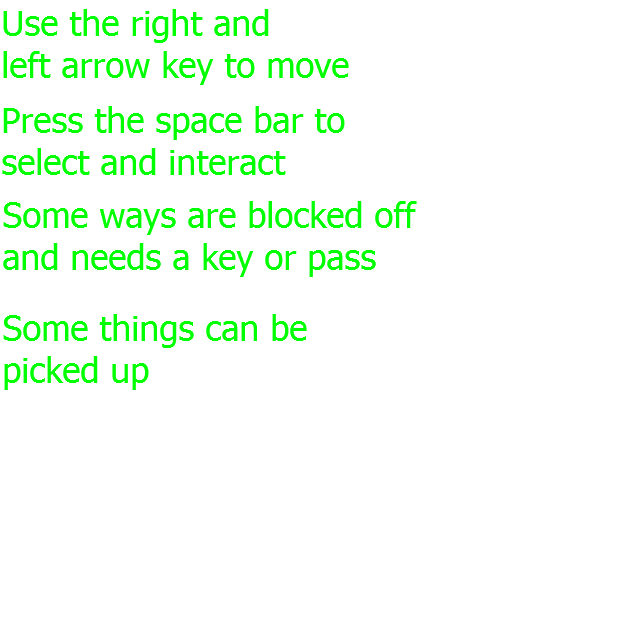 Use the right and
left arrow key to move
Press the space bar to
select and interact
Some ways are blocked off
and needs a key or pass
Some things can be
picked up